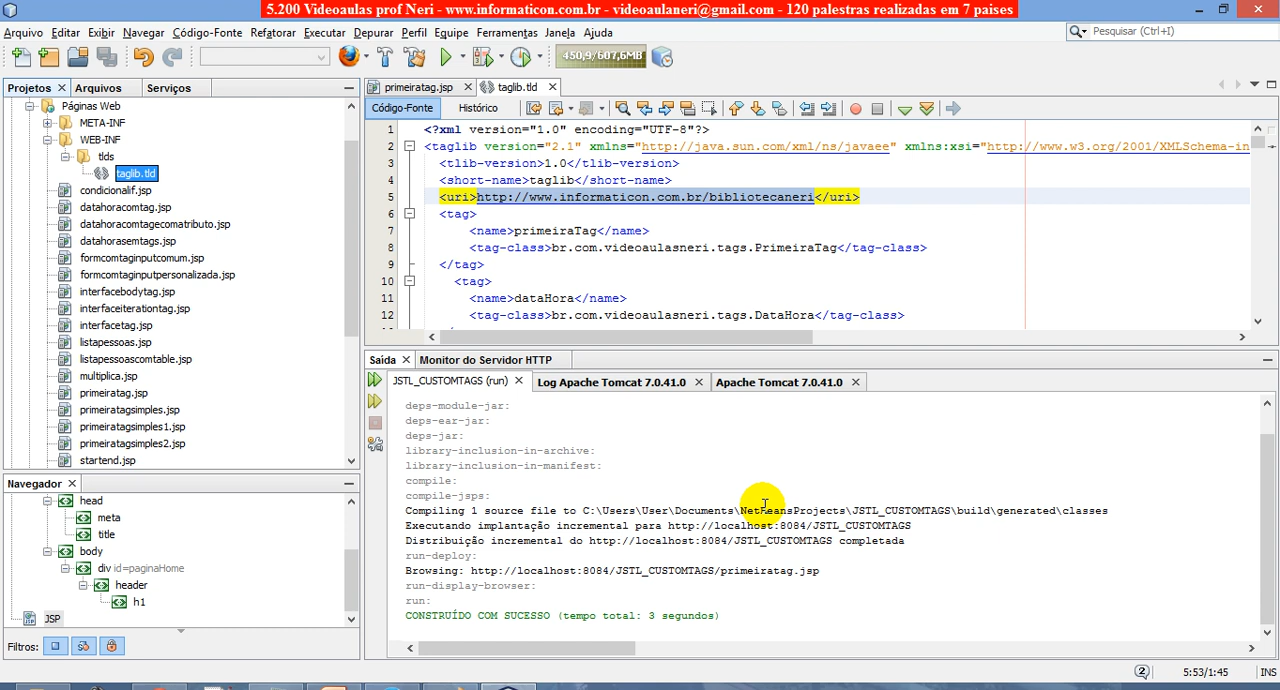 5.200 Videoaulas prof Neri - www.informaticon.com.br - videoaulaneri@gmail.com - 120 palestras realizadas em 7 paises
Arquivo Editar Exibir Navegar Código-Fonte Refatorar Executar Depurar Perfil Equipe Ferramentas Janela Ajuda
Pesquisar (Ctrl+I)
450,9/607,6MB
Projetos Arquivos Serviços
Páginas Web
META-INF
WEB-INF
tlds
taglib.tld
condicionalif.jsp
datahoracomtag.jsp
datahoracomtagecomatributo.jsp
datahorasemtags.jsp
formcomtaginputcomum.jsp
formcomtaginputpersonalizada.jsp
interfacebodytag.jsp
interfaceiterationtag.jsp
interfacetag.jsp
listapessoas.jsp
listapessoascomtable.jsp
multiplica.jsp
primeiratag.jsp
primeiratagsimples.jsp
primeiratagsimples1.jsp
primeiratagsimples2.jsp
startend.jsp
Navegador
head
meta
title
body
div id=paginaHome
header
h1
JSP
Filtros:
primeiratag.jsp taglib.tld
Código-Fonte Histórico
1 <?xml version="1.0" encoding="UTF-8"?>
2 <taglib version="2.1" xmlns="http://java.sun.com/xml/ns/javaee" xmlns:xsi="http://www.w3.org/2001/XMLSchema-in
3 <tlib-version>1.0</tlib-version>
4 <short-name>taglib</short-name>
5 <uri>http://www.informaticon.com.br/bibliotecaneri</uri>
6 <tag>
7 <name>primeiraTag</name>
8 <tag-class>br.com.videoaulasneri.tags.PrimeiraTag</tag-class>
9 </tag>
10 <tag>
11 <name>dataHora</name>
12 <tag-class>br.com.videoaulasneri.tags.DataHora</tag-class>
Saída Monitor do Servidor HTTP
JSTL_CUSTOMTAGS (run) Log Apache Tomcat 7.0.41.0 Apache Tomcat 7.0.41.0
deps-module-jar:
deps-ear-jar:
deps-jar:
library-inclusion-in-archive:
library-inclusion-in-manifest:
compile:
compile-jsps:
Compiling 1 source file to C:\Users\User\Documents\NetBeansProjects\JSTL_CUSTOMTAGS\build\generated\classes
Executando implantação incremental para http://localhost:8084/JSTL_CUSTOMTAGS
Distribuição incremental do http://localhost:8084/JSTL_CUSTOMTAGS completada
run-deploy:
Browsing: http://localhost:8084/JSTL_CUSTOMTAGS/primeiratag.jsp
run-display-browser:
run:
CONSTRUÍDO COM SUCESSO (tempo total: 3 segundos)
2 5:53/1:45 INS